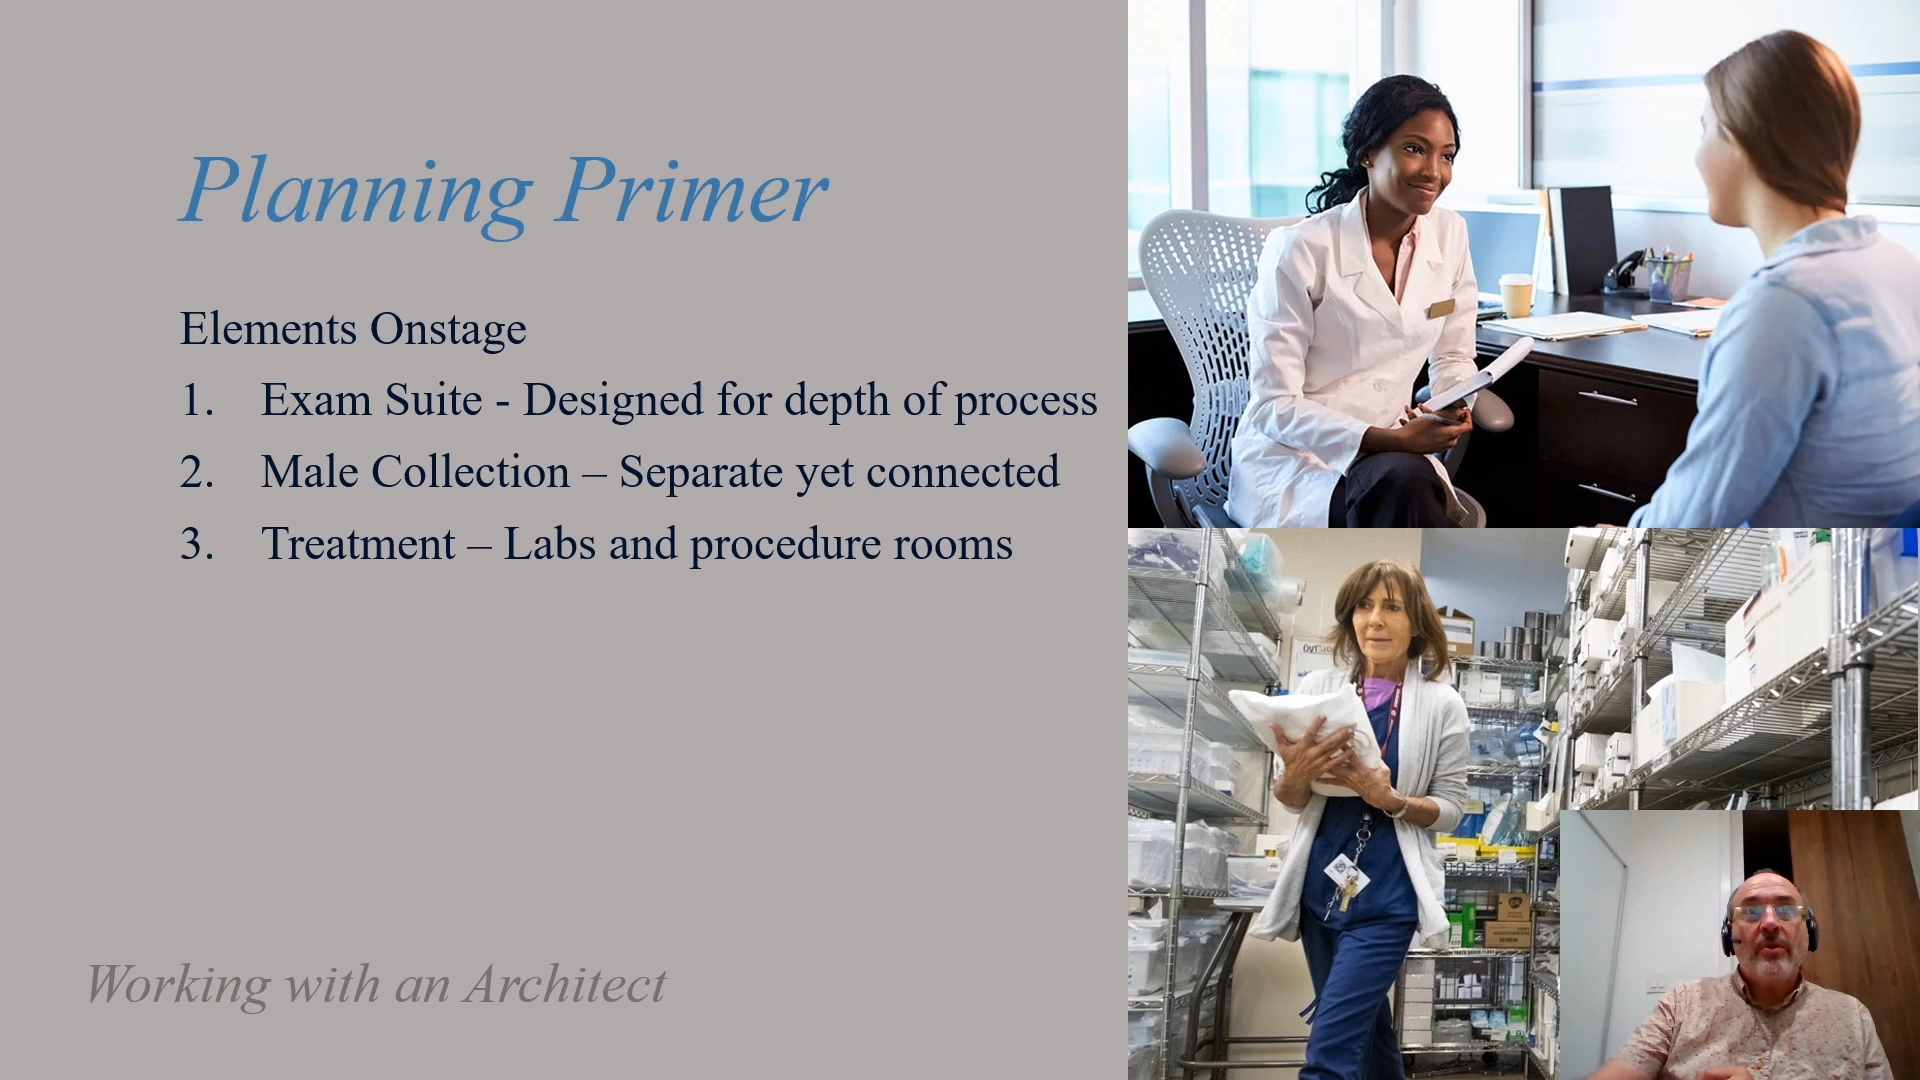 Planning Primer
Elements Onstage
1. Exam Suite - Designed for depth of process
2. Male Collection – Separate yet connected
3. Treatment – Labs and procedure rooms
Working with an Architect